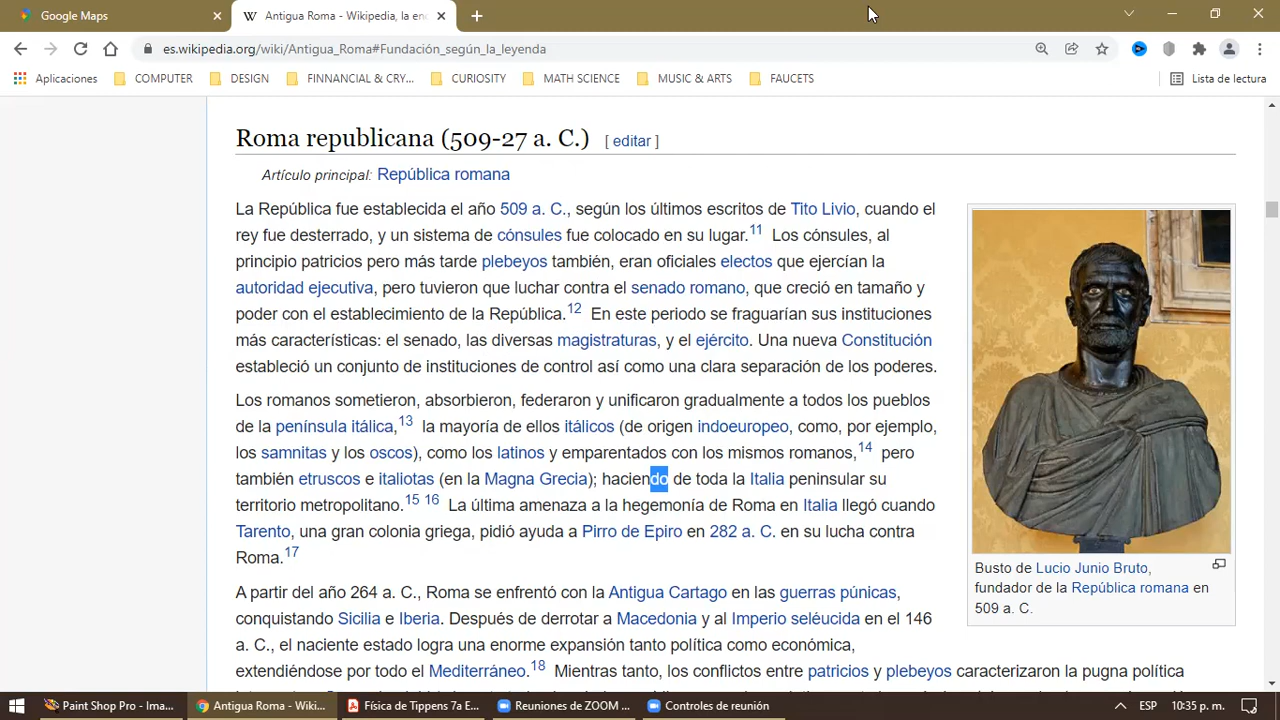 Google Maps
Antigua Roma - Wikipedia, la enc
es.wikipedia.org/wiki/Antigua_Roma#Fundación_según_la_leyenda
Aplicaciones COMPUTER DESIGN FINNANCIAL & CRY... CURIOSITY MATH SCIENCE MUSIC & ARTS FAUCETS Lista de lectura
Roma republicana (509-27 a. C.) [ editar ]
Artículo principal: República romana
La República fue establecida el año 509 a. C., según los últimos escritos de Tito Livio, cuando el
rey fue desterrado, y un sistema de cónsules fue colocado en su lugar.11 Los cónsules, al
principio patricios pero más tarde plebeyos también, eran oficiales electos que ejercían la
autoridad ejecutiva, pero tuvieron que luchar contra el senado romano, que creció en tamaño y
poder con el establecimiento de la República.12 En este periodo se fraguarían sus instituciones
más características: el senado, las diversas magistraturas, y el ejército. Una nueva Constitución
estableció un conjunto de instituciones de control así como una clara separación de los poderes.
Los romanos sometieron, absorbieron, federaron y unificaron gradualmente a todos los pueblos
de la península itálica,13 la mayoría de ellos itálicos (de origen indoeuropeo, como, por ejemplo,
los samnitas y los oscos), como los latinos y emparentados con los mismos romanos,14 pero
también etruscos e italiotas (en la Magna Grecia); haciendo de toda la Italia peninsular su
territorio metropolitano.15 16 La última amenaza a la hegemonía de Roma en Italia llegó cuando
Tarento, una gran colonia griega, pidió ayuda a Pirro de Epiro en 282 a. C. en su lucha contra
Roma.17
Busto de Lucio Junio Bruto,
fundador de la República romana en
509 a. C.
A partir del año 264 a. C., Roma se enfrentó con la Antigua Cartago en las guerras púnicas,
conquistando Sicilia e Iberia. Después de derrotar a Macedonia y al Imperio seléucida en el 146
a. C., el naciente estado logra una enorme expansión tanto política como económica,
extendiéndose por todo el Mediterráneo.18 Mientras tanto, los conflictos entre patricios y plebeyos caracterizaron la pugna política
Paint Shop Pro - Ima... Antigua Roma - Wiki... Física de Tippens 7a E... Reuniones de ZOOM ... Controles de reunión ESP 10:35 p. m.